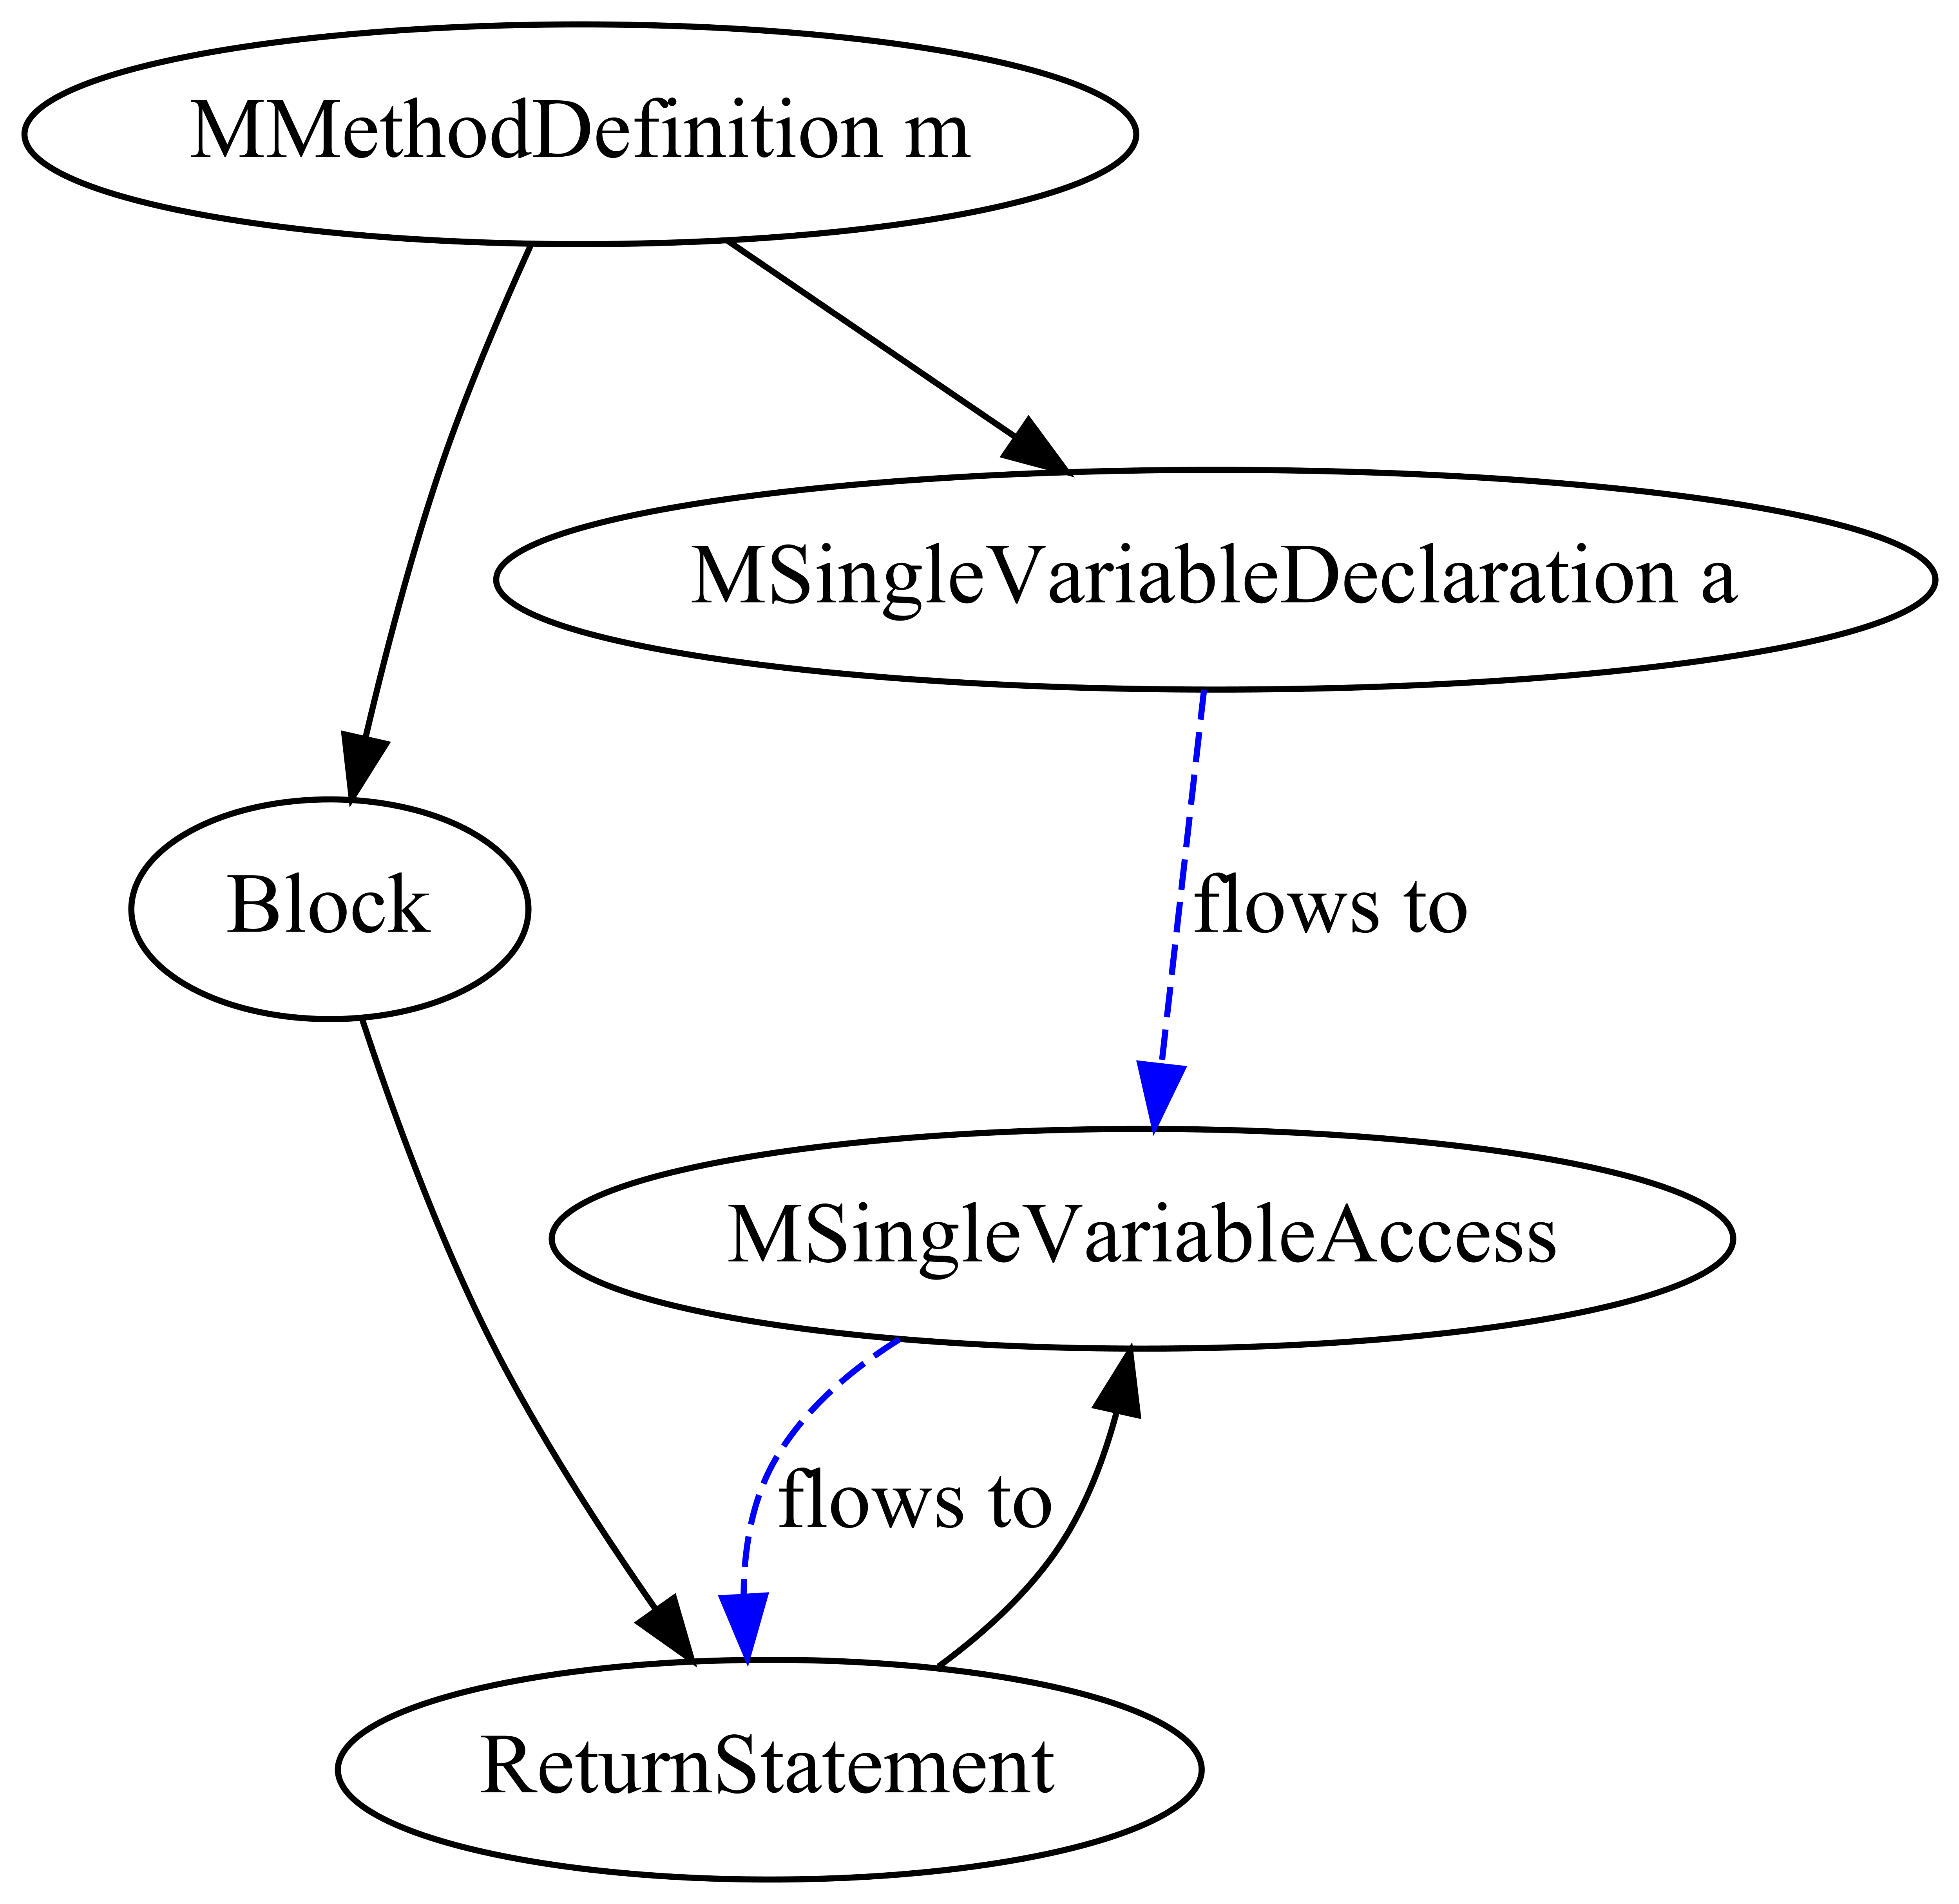 MMethodDefinition m
MSingleVariableDeclaration a
Block
flows to
MSingleVariableAccess
flows to
ReturnStatement